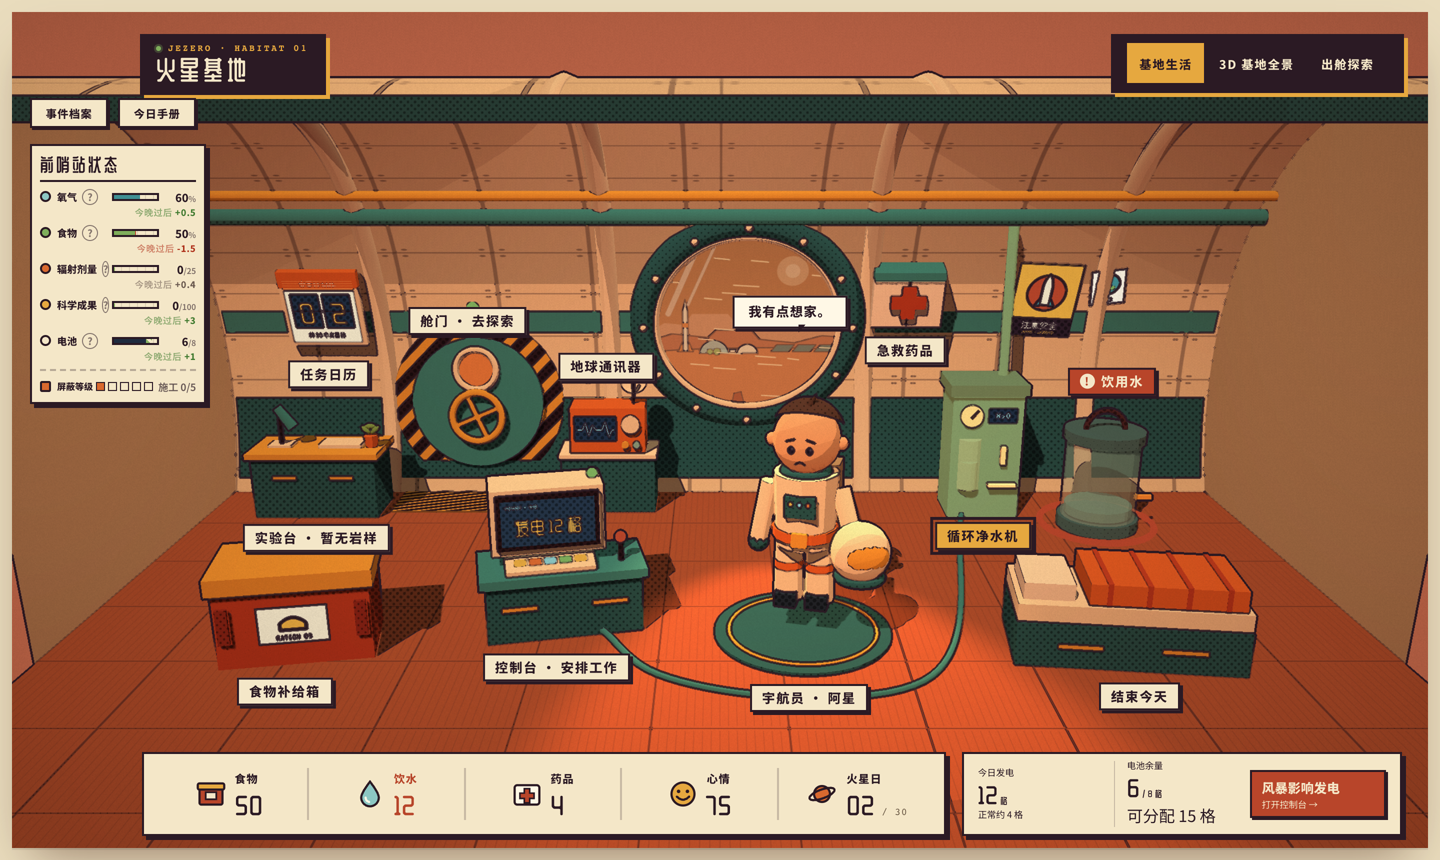 JEZERO · HABITAT 01
火星基地
基地生活
3D 基地全景
出舱探索
事件档案
今日手册
前哨站状态
氧气 ? 60%
今晚过后 +0.5
食物 ? 50%
今晚过后 -1.5
辐射剂量 ? 0/25
今晚过后 +0.4
科学成果 ? 0/100
今晚过后 +3
电池 ? 6/8
今晚过后 +1
屏蔽等级 施工 0/5
02
任务日历
舱门 · 去探索
地球通讯器
我有点想家。
急救药品
H₂O
! 饮用水
实验台 · 暂无岩样
发电12格
循环净水机
食物补给箱
控制台 · 安排工作
宇航员 · 阿星
结束今天
食物
50
饮水
12
药品
4
心情
75
火星日
02 / 30
今日发电
12格
正常约 4 格
电池余量
6 / 8 格
可分配 15 格
风暴影响发电
打开控制台 →